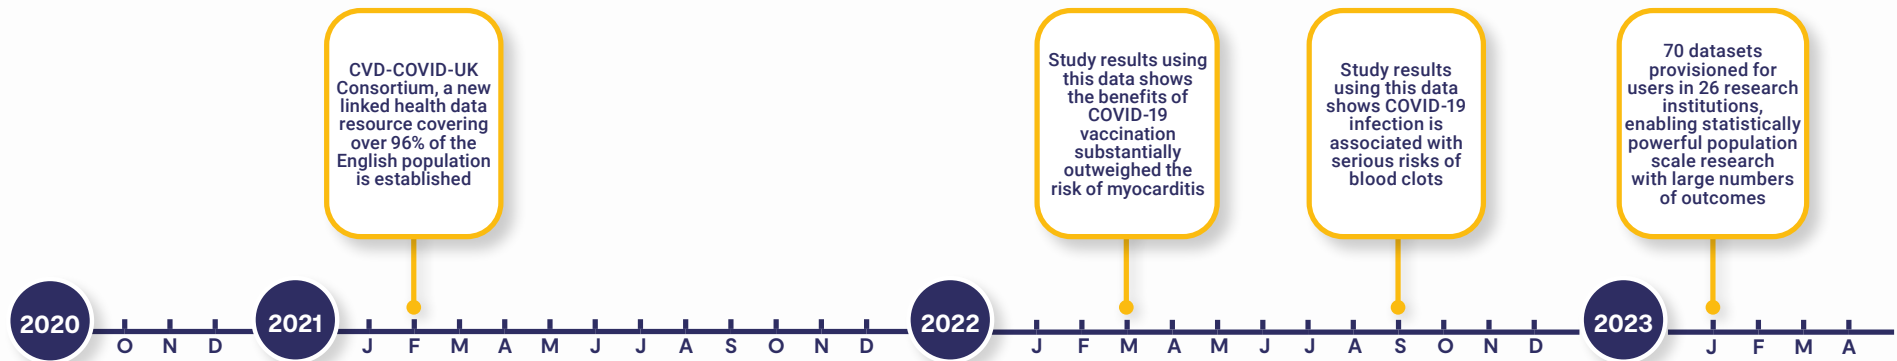 CVD-COVID-UK
Consortium, a new
linked health data
resource covering
over 96% of the
English population
is established
Study results using
this data shows
the benefits of
COVID-19
vaccination
substantially
outweighed the
risk of myocarditis
Study results
using this data
shows COVID-19
infection is
associated with
serious risks of
blood clots
70 datasets
provisioned for
users in 26 research
institutions,
enabling statistically
powerful population
scale research
with large numbers
of outcomes
2020 O N D 2021 J F M A M J J A S O N D 2022 J F M A M J J A S O N D 2023 J F M A